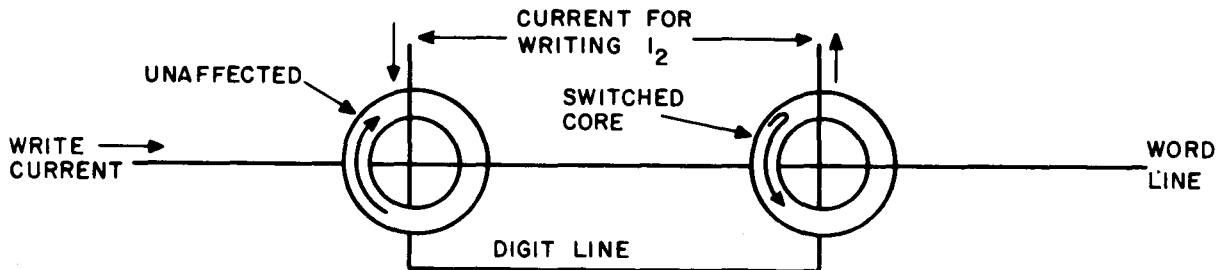 CURRENT FOR
WRITING I₂
UNAFFECTED
SWITCHED
CORE
WRITE
CURRENT
WORD
LINE
DIGIT LINE